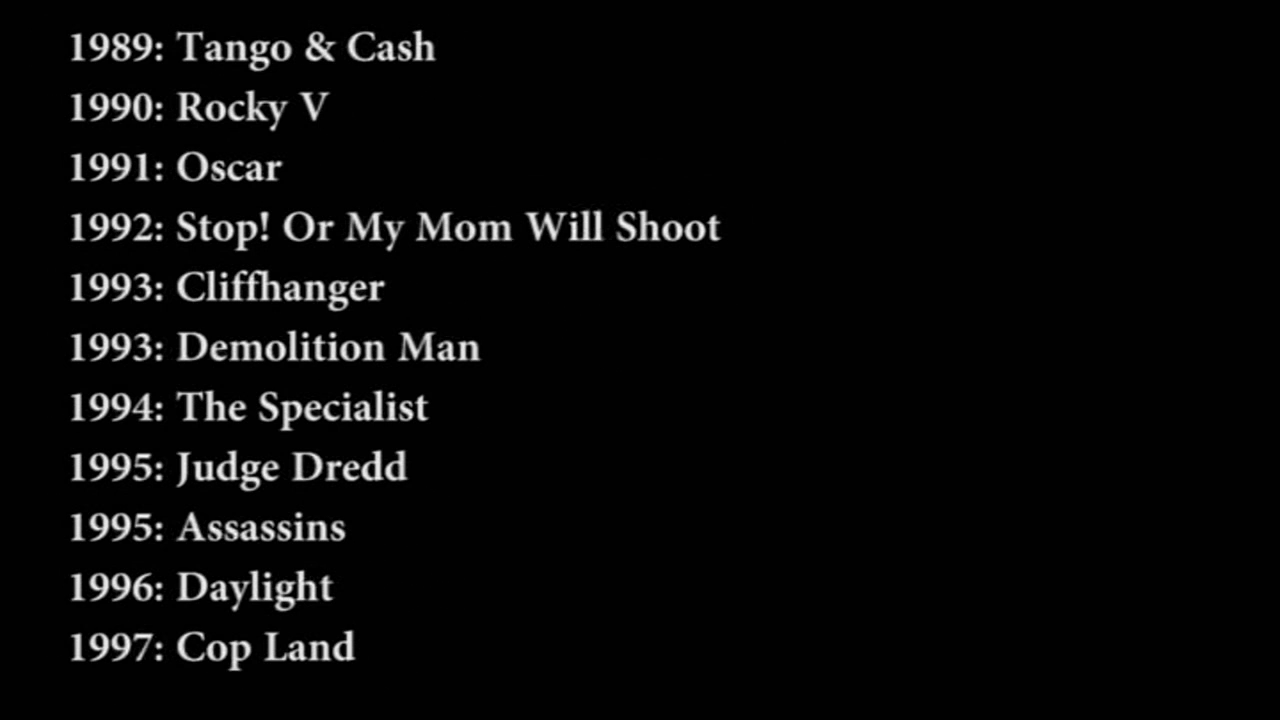 1989: Tango & Cash
1990: Rocky V
1991: Oscar
1992: Stop! Or My Mom Will Shoot
1993: Cliffhanger
1993: Demolition Man
1994: The Specialist
1995: Judge Dredd
1995: Assassins
1996: Daylight
1997: Cop Land